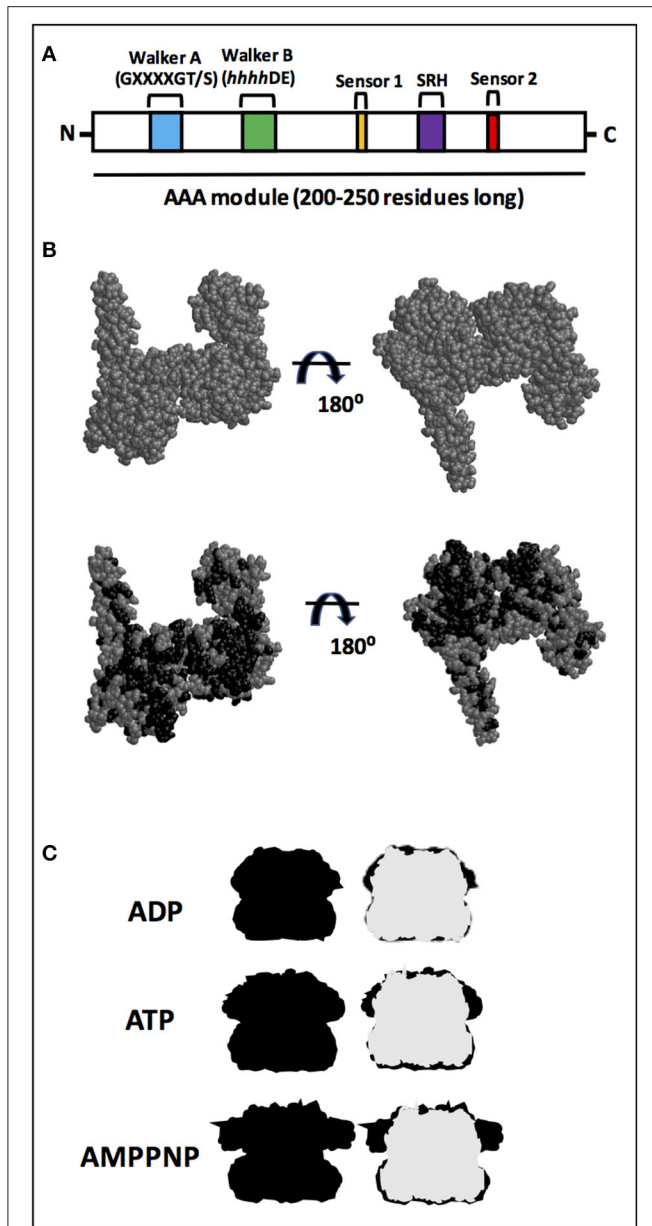 A
Walker A
(GXXXXGT/S)
Walker B
(hhhhDE)
Sensor 1
SRH
Sensor 2
N
C
AAA module (200-250 residues long)
B
180⁰
180⁰
C
ADP
ATP
AMPPNP